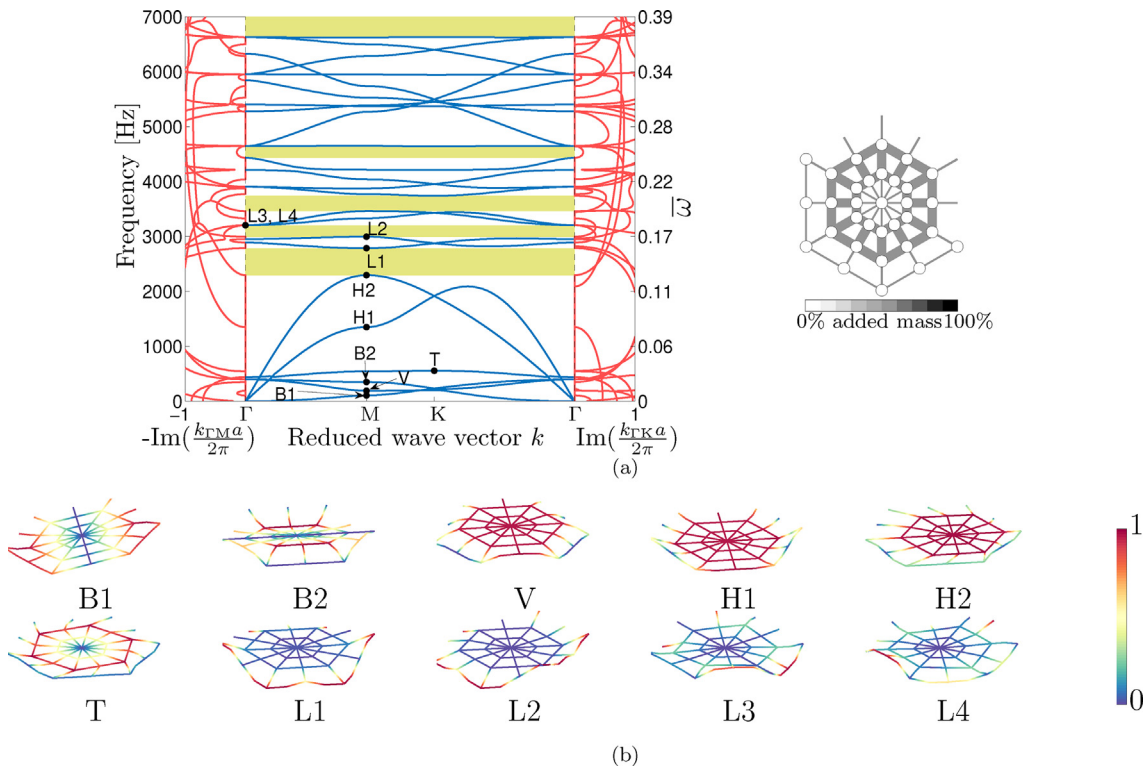 7000
6000
5000
4000
3000
2000
1000
0
Frequency [Hz]
0.39
0.34
0.28
0.22
0.17
0.11
0.06
0
ω̅
L3, L4
L2
L1
H2
H1
B2
T
V
B1
−1
Γ
M
K
Γ
1
-Im(k_ΓM a / 2π)
Reduced wave vector k
Im(k_ΓK a / 2π)
0% added mass 100%
(a)
B1
B2
V
H1
H2
T
L1
L2
L3
L4
1
0
(b)